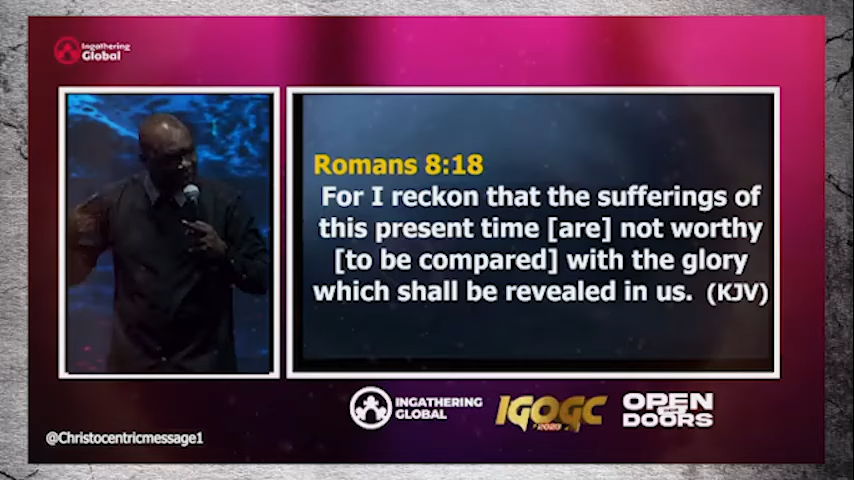 Ingathering
Global
Romans 8:18
For I reckon that the sufferings of
this present time [are] not worthy
[to be compared] with the glory
which shall be revealed in us. (KJV)
INGATHERING
GLOBAL
IGOGC
2023
OPEN
DOORS
@Christocentricmessage1